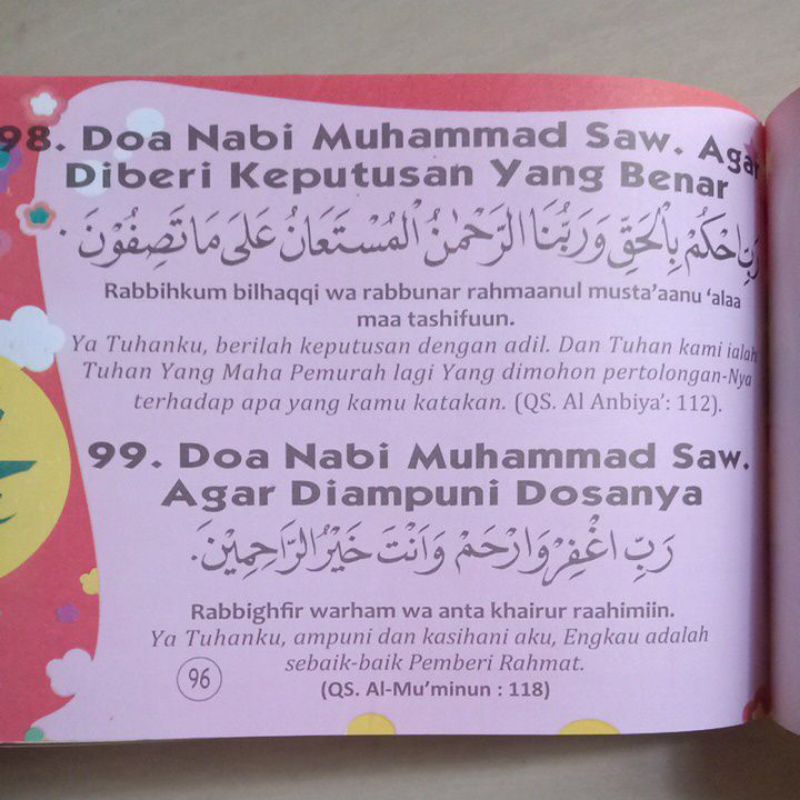 98. Doa Nabi Muhammad Saw. Agar
Diberi Keputusan Yang Benar
رَبِّ احْكُمْ بِالْحَقِّ وَرَبُّنَا الرَّحْمٰنُ الْمُسْتَعَانُ عَلَى مَا تَصِفُوْنَ .
Rabbihkum bilhaqqi wa rabbunar rahmaanul musta’aanu ‘alaa
maa tashifuun.
Ya Tuhanku, berilah keputusan dengan adil. Dan Tuhan kami ialah
Tuhan Yang Maha Pemurah lagi Yang dimohon pertolongan-Nya
terhadap apa yang kamu katakan. (QS. Al Anbiya’: 112).
99. Doa Nabi Muhammad Saw.
Agar Diampuni Dosanya
رَبِّ اغْفِرْ وَارْحَمْ وَاَنْتَ خَيْرُ الرَّاحِمِيْنَ .
Rabbighfir warham wa anta khairur raahimiin.
Ya Tuhanku, ampuni dan kasihani aku, Engkau adalah
sebaik-baik Pemberi Rahmat.
(QS. Al-Mu’minun : 118)
96